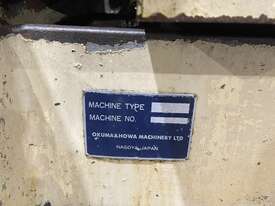 MACHINE TYPE
MACHINE NO.
OKUMA & HOWA MACHINERY LTD
NAGOYA JAPAN